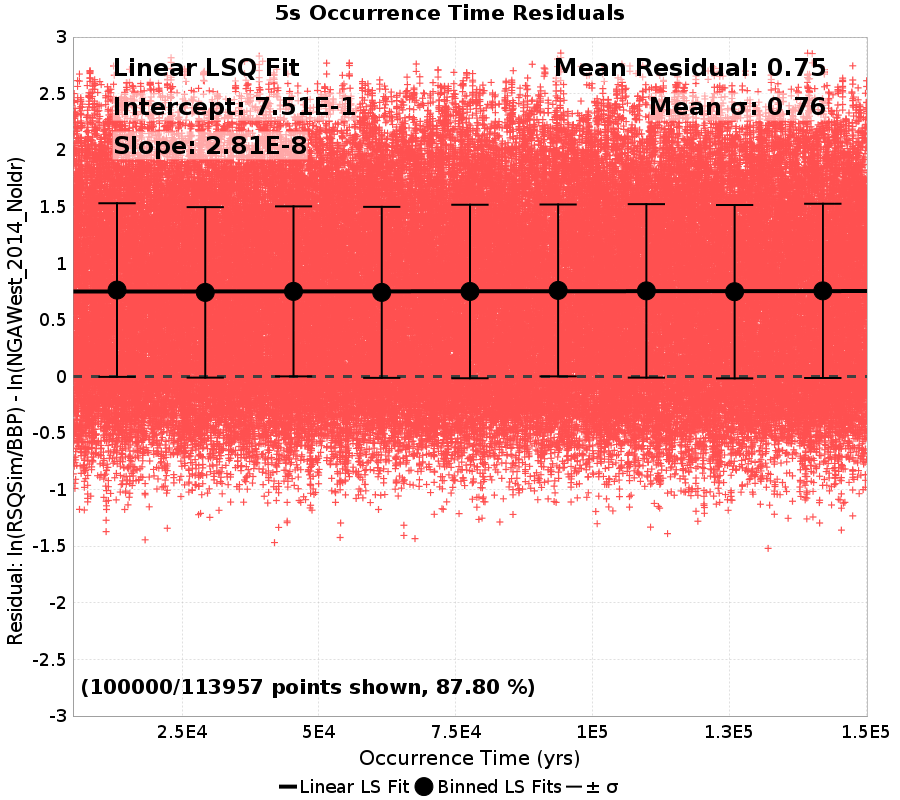 5s Occurrence Time Residuals
Linear LSQ Fit
Intercept: 7.51E-1
Slope: 2.81E-8
Mean Residual: 0.75
Mean σ: 0.76
3
2.5
2
1.5
1
0.5
0
-0.5
-1
-1.5
-2
-2.5
-3
Residual: ln(RSQSim/BBP) - ln(NGAWest_2014_NoIdr)
(100000/113957 points shown, 87.80 %)
2.5E4 5E4 7.5E4 1E5 1.3E5 1.5E5
Occurrence Time (yrs)
Linear LS Fit Binned LS Fits ± σ